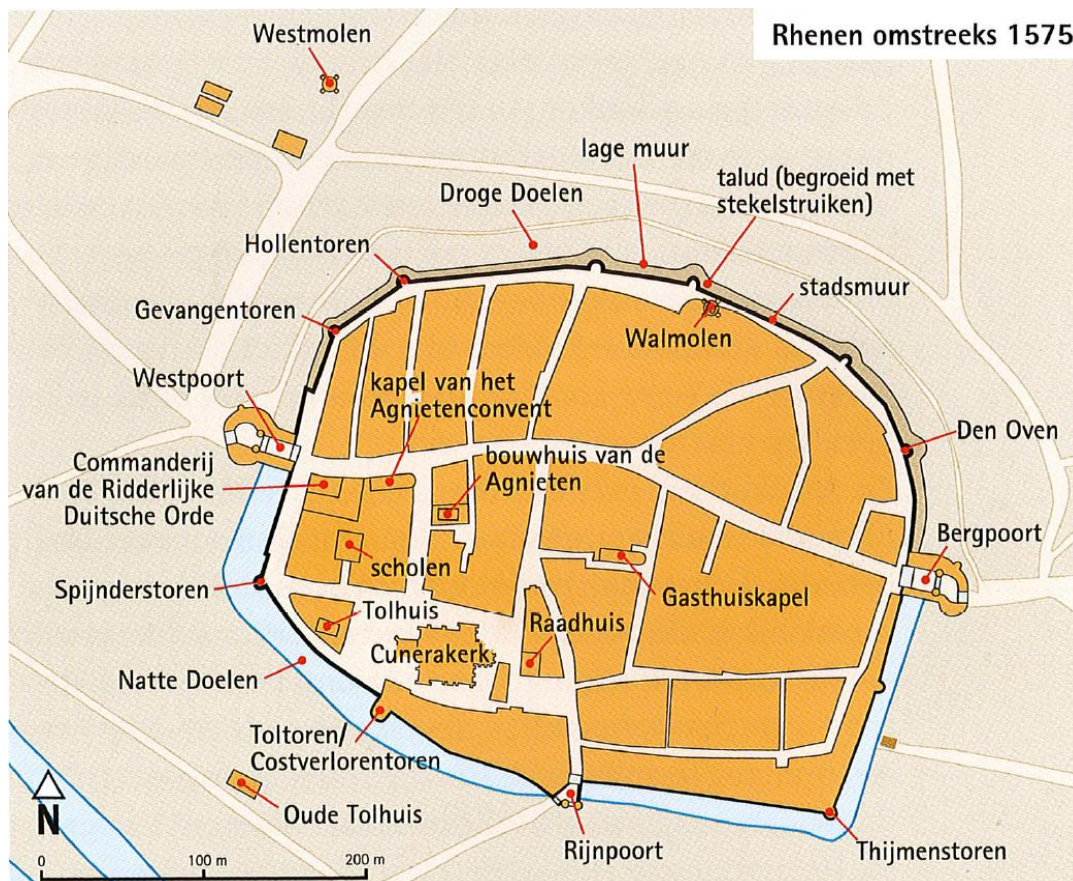 Westmolen
Rhenen omstreeks 1575
lage muur
talud (begroeid met
stekelstruiken)
Droge Doelen
Hollentoren
stadsmuur
Gevangentoren
Walmolen
Westpoort
kapel van het
Agnietenconvent
Den Oven
bouwhuis van de
Agnieten
Commanderij
van de Ridderlijke
Duitsche Orde
Bergpoort
scholen
Spijnderstoren
Gasthuiskapel
Tolhuis
Raadhuis
Cunerakerk
Natte Doelen
Toltoren/
Costverlorentoren
N
Oude Tolhuis
Rijnpoort
Thijmenstoren
0 100 m 200 m